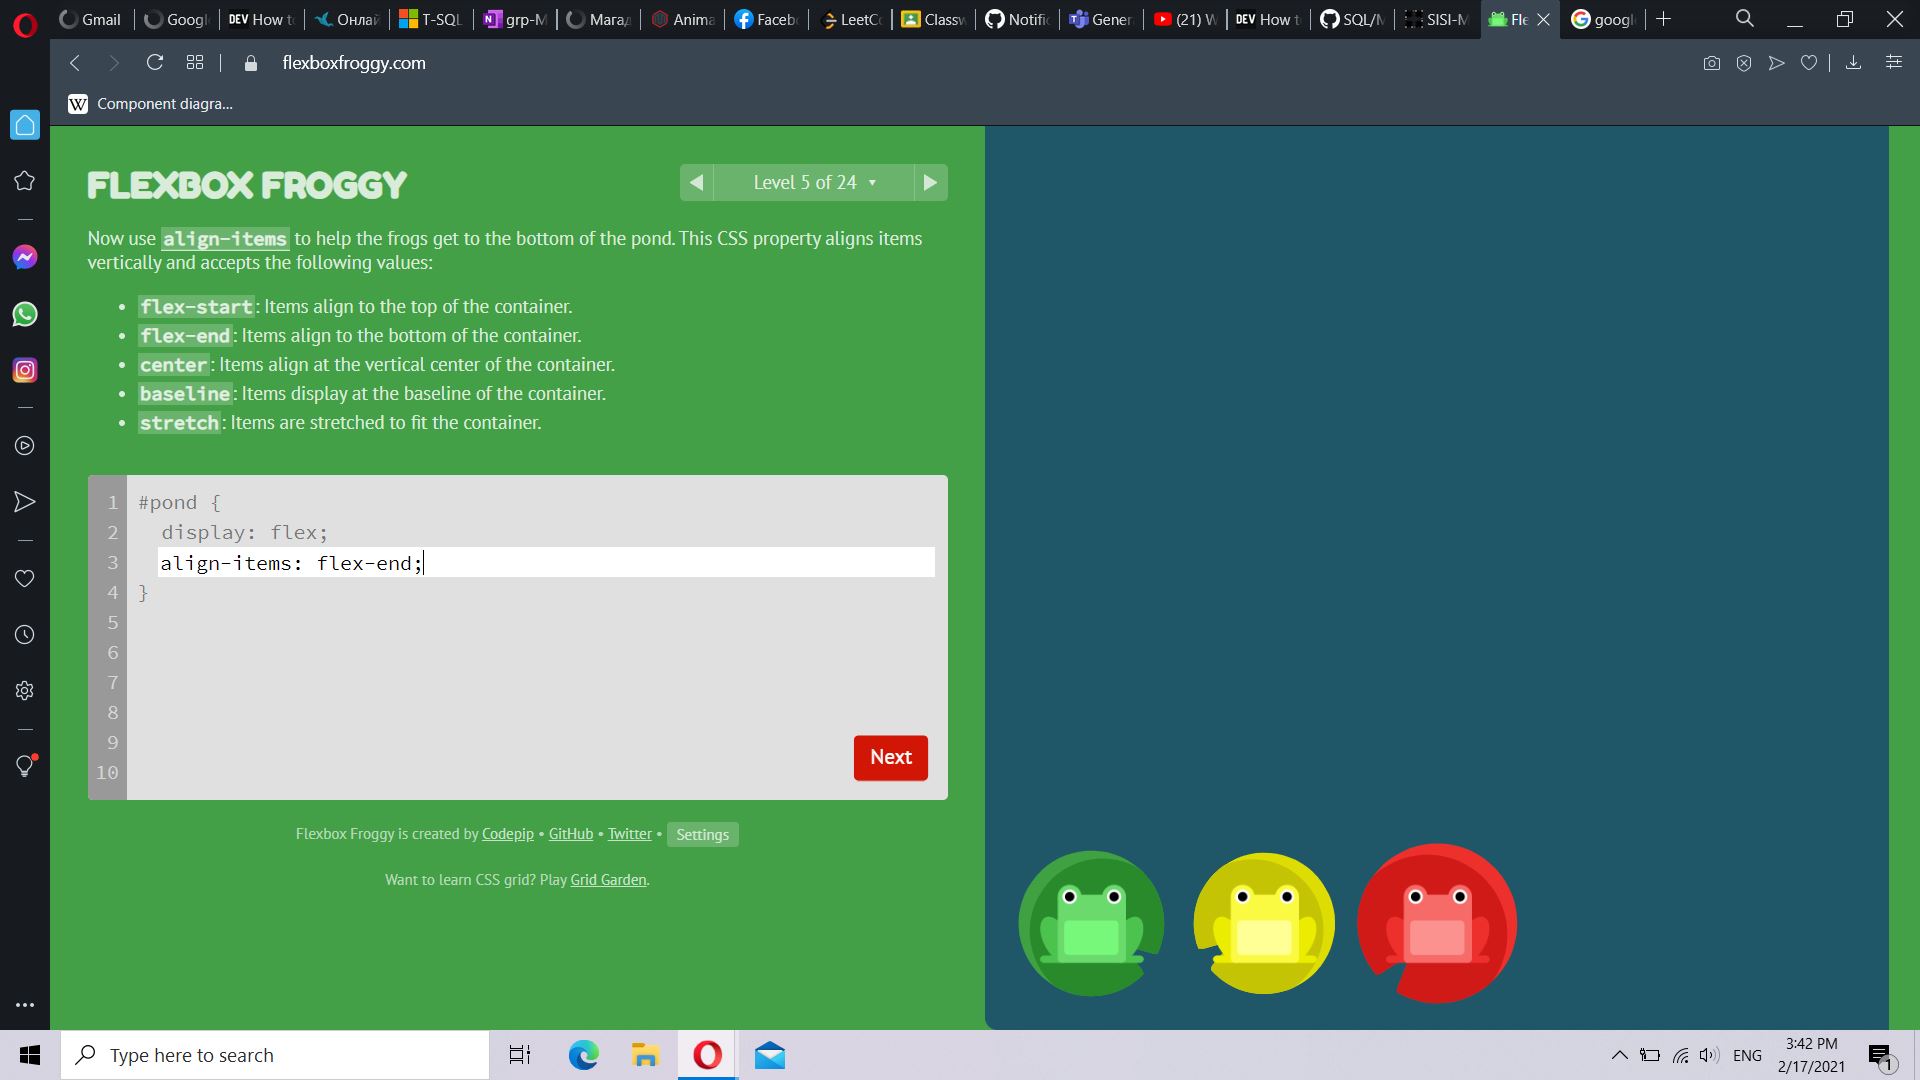 Gmail
Googl
DEV How t
Онлай
T-SQL
grp-M
Marag
Anima
Facebo
LeetC
Classw
Notific
Gener
(21) W
DEV How t
SQL/M
SISI-M
Fle
googl
flexboxfroggy.com
W Component diagra...
FLEXBOX FROGGY
Level 5 of 24
Now use align-items to help the frogs get to the bottom of the pond. This CSS property aligns items
vertically and accepts the following values:
• flex-start: Items align to the top of the container.
• flex-end: Items align to the bottom of the container.
• center: Items align at the vertical center of the container.
• baseline: Items display at the baseline of the container.
• stretch: Items are stretched to fit the container.
1 #pond {
2 display: flex;
3 align-items: flex-end;
4 }
5
6
7
8
9
10
Next
Flexbox Froggy is created by Codepip • GitHub • Twitter • Settings
Want to learn CSS grid? Play Grid Garden.
Type here to search
ENG
3:42 PM
2/17/2021
1